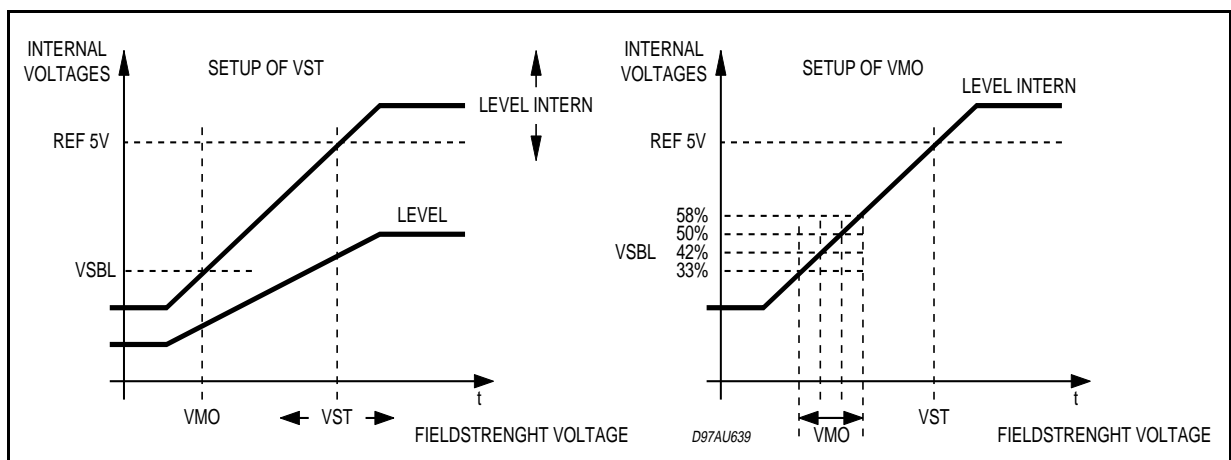 INTERNAL
VOLTAGES
SETUP OF VST
LEVEL INTERN
REF 5V
LEVEL
VSBL
t
VMO
VST
FIELDSTRENGHT VOLTAGE
INTERNAL
VOLTAGES
SETUP OF VMO
LEVEL INTERN
REF 5V
58%
50%
VSBL
42%
33%
t
D97AU639
VMO
VST
FIELDSTRENGHT VOLTAGE